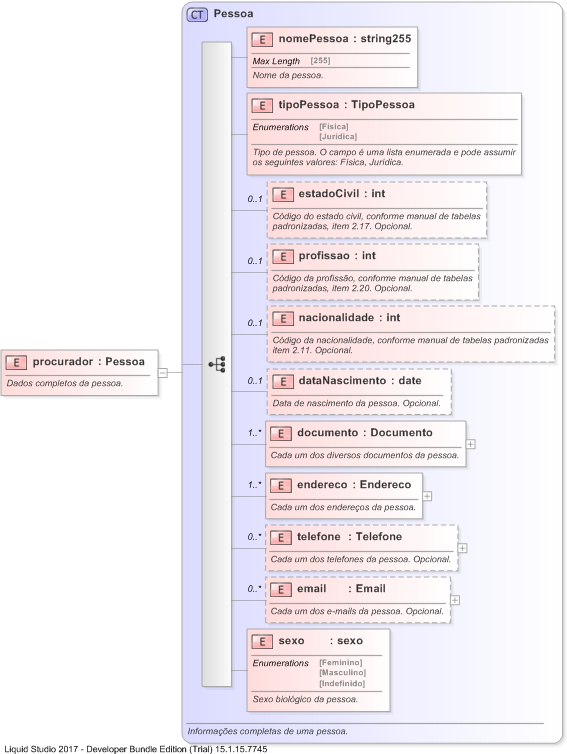 CT Pessoa
E nomePessoa : string255
Max Length [255]
Nome da pessoa.
E tipoPessoa : TipoPessoa
Enumerations [Física]
[Jurídica]
Tipo de pessoa. O campo é uma lista enumerada e pode assumir
os seguintes valores: Física, Jurídica.
0..1 E estadoCivil : int
Código do estado civil, conforme manual de tabelas
padronizadas, item 2.17. Opcional.
0..1 E profissao : int
Código da profissão, conforme manual de tabelas
padronizadas, item 2.20. Opcional.
0..1 E nacionalidade : int
Código da nacionalidade, conforme manual de tabelas padronizadas
item 2.11. Opcional.
E procurador : Pessoa
Dados completos da pessoa.
0..1 E dataNascimento : date
Data de nascimento da pessoa. Opcional.
1..* E documento : Documento
Cada um dos diversos documentos da pessoa.
1..* E endereco : Endereco
Cada um dos endereços da pessoa.
0..* E telefone : Telefone
Cada um dos telefones da pessoa. Opcional.
0..* E email : Email
Cada um dos e-mails da pessoa. Opcional.
E sexo : sexo
Enumerations [Feminino]
[Masculino]
[Indefinido]
Sexo biológico da pessoa.
Informações completas de uma pessoa.
Liquid Studio 2017 - Developer Bundle Edition (Trial) 15.1.15.7745